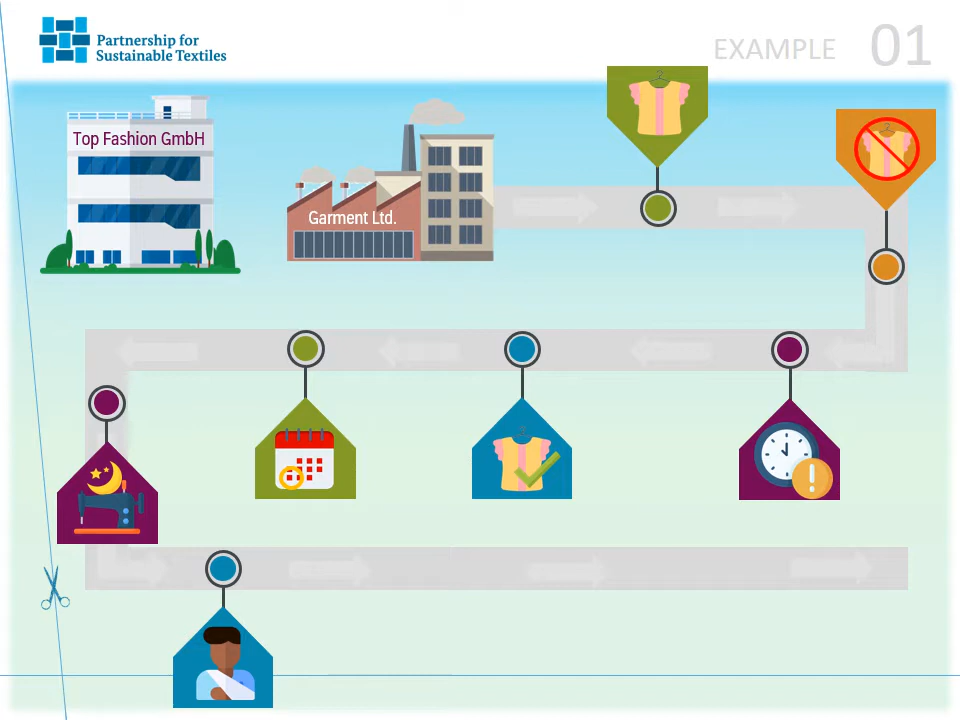 Partnership for
Sustainable Textiles
EXAMPLE 01
Top Fashion GmbH
Garment Ltd.